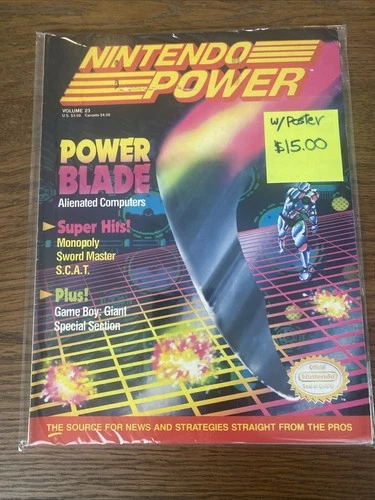 NINTENDO
POWER
VOLUME 23
U.S. $3.50 Canada $4.50
W/ Poster
$15.00
POWER
BLADE
Alienated Computers
Super Hits!
Monopoly
Sword Master
S.C.A.T.
Plus!
Game Boy: Giant
Special Section
Official
Nintendo
Seal of Quality
THE SOURCE FOR NEWS AND STRATEGIES STRAIGHT FROM THE PROS